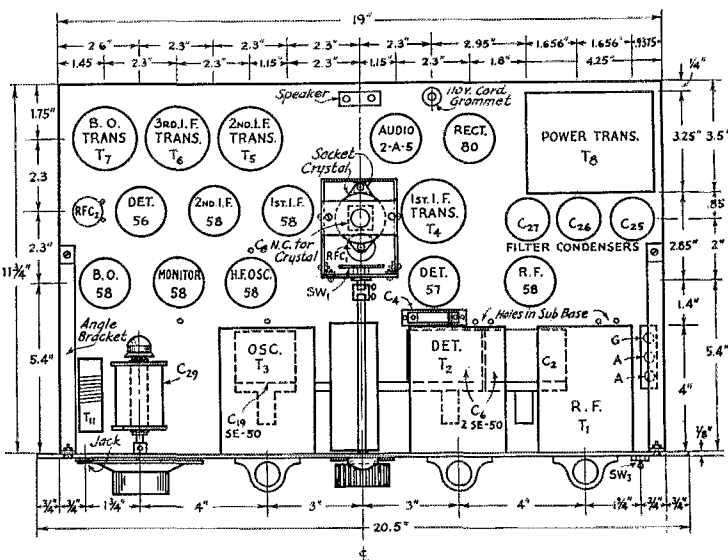 19"
2.6" 2.3" 2.3" 2.3" 2.3" 2.95" 1.656" 1.656" .9375"
1.45" 2.3" 2.3" 1.15" 1.15" 2.3" 1.8" 4.25"
1/4"
Speaker
110V. Cord
Grommet
1.75"
B. O.
TRANS
T7
3RD. I.F.
TRANS.
T6
2ND. I.F.
TRANS.
T5
AUDIO
2-A-5
RECT.
80
POWER TRANS.
T8
3.25"
3.5"
Socket
Crystal
2.3
RFC2
DET.
56
2ND. I.F.
58
1ST. I.F.
58
1ST. I.F.
TRANS.
T4
C27
C26
C25
.85
FILTER CONDENSERS
C8 N.C. for
Crystal
RFC1
2.3"
2.85"
2"
11 3/4"
B. O.
58
MONITOR
58
H.F. OSC.
58
SW1
DET.
57
R. F.
58
C4
Holes in Sub Base
1.4"
Angle
Bracket
5.4"
C29
T11
OSC.
T3
C19
SE-50
DET.
T2
C6
2 SE-50
C2
R. F.
T1
G
A
A
4"
5.4"
Jack
SW3
1/8"
3/4" 3/4" 1 3/4" 4" 3" 3" 4" 1 3/4" 3/4" 3/4"
20.5"
℄